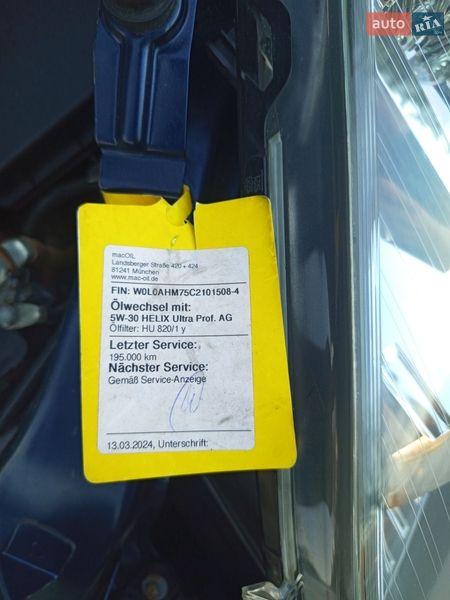 auto RIA
macOIL
Landsberger Straße 420 + 424
81241 München
www.mac-oil.de
FIN: W0L0AHM75C2101508-4
Ölwechsel mit:
5W-30 HELIX Ultra Prof. AG
Ölfilter: HU 820/1 y
Letzter Service:
195.000 km
Nächster Service:
Gemäß Service-Anzeige
13.03.2024, Unterschrift: